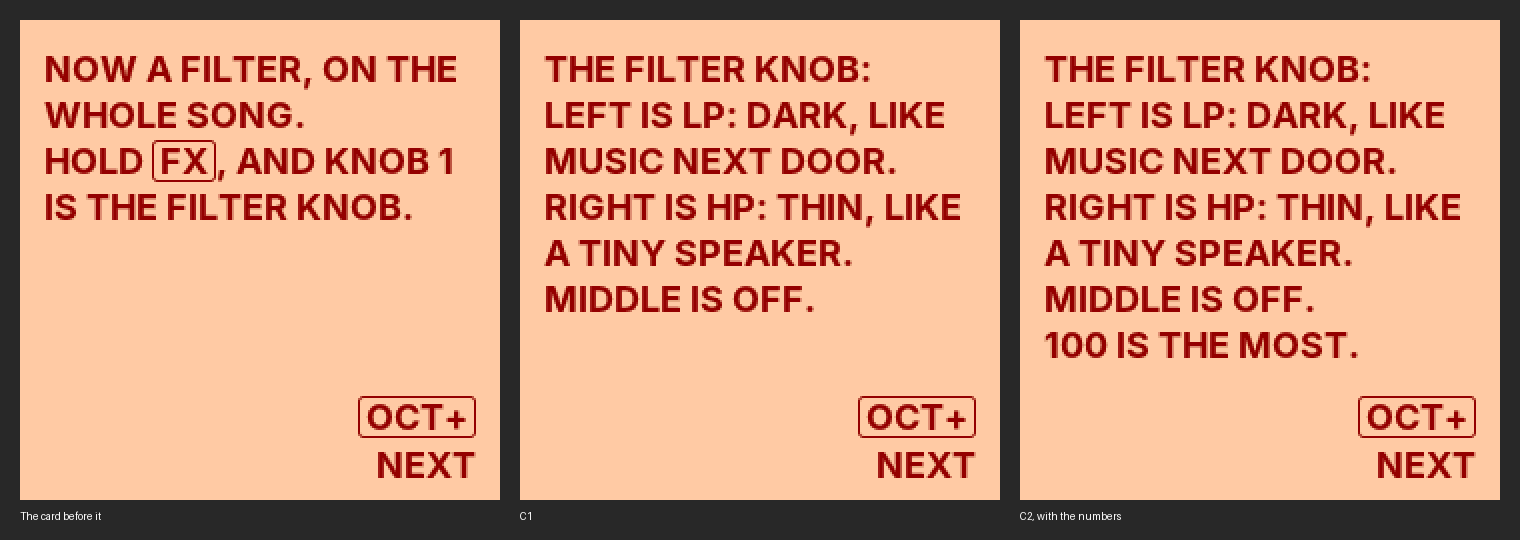 NOW A FILTER, ON THE
WHOLE SONG.
HOLD FX, AND KNOB 1
IS THE FILTER KNOB.
OCT+
NEXT
The card before it
THE FILTER KNOB:
LEFT IS LP: DARK, LIKE
MUSIC NEXT DOOR.
RIGHT IS HP: THIN, LIKE
A TINY SPEAKER.
MIDDLE IS OFF.
OCT+
NEXT
C1
THE FILTER KNOB:
LEFT IS LP: DARK, LIKE
MUSIC NEXT DOOR.
RIGHT IS HP: THIN, LIKE
A TINY SPEAKER.
MIDDLE IS OFF.
100 IS THE MOST.
OCT+
NEXT
C2, with the numbers